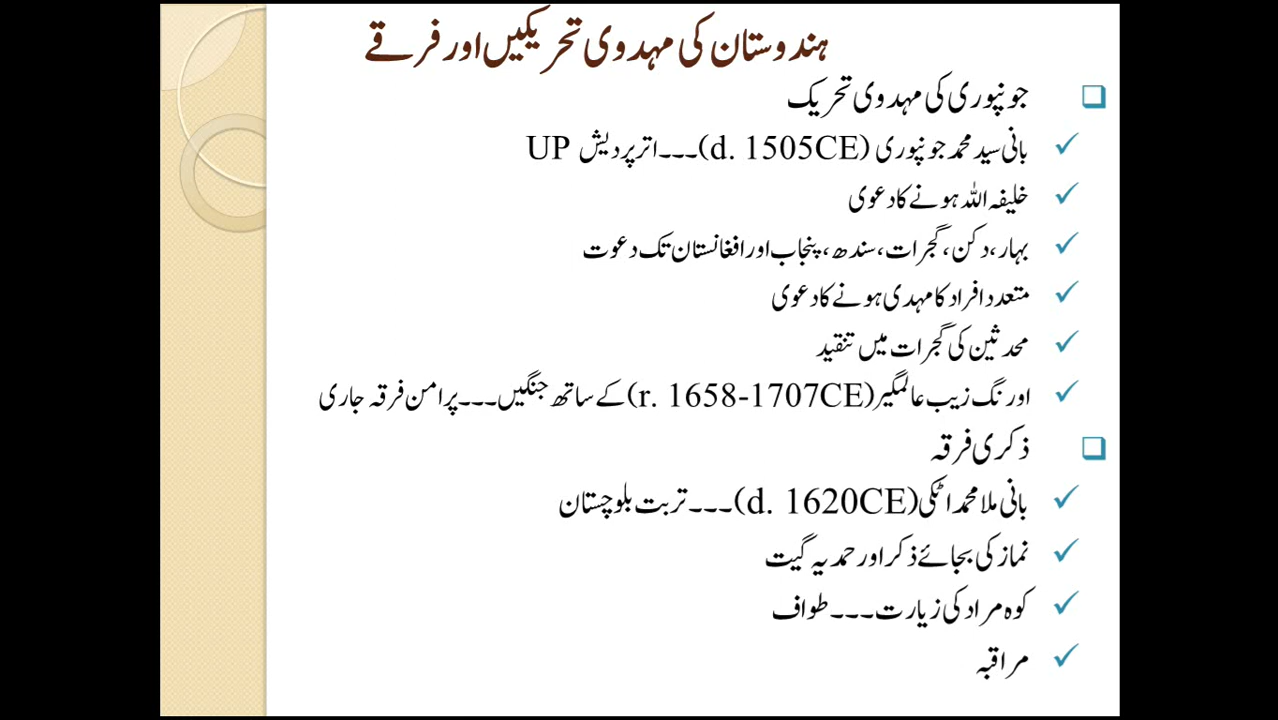 ہندوستان کی مہدوی تحریکیں اور فرقے
جونپوری کی مہدوی تحریک
بانی سید محمد جونپوری (d. 1505CE)۔۔۔اترپردیش UP
خلیفہ اللہ ہونے کا دعوی
بہار، دکن، گجرات، سندھ، پنجاب اور افغانستان تک دعوت
متعدد افراد کا مہدی ہونے کا دعوی
محدثین کی گجرات میں تنقید
اورنگ زیب عالمگیر (r. 1658-1707CE) کے ساتھ جنگیں۔۔۔پرامن فرقہ جاری
ذکری فرقہ
بانی ملا محمد اٹکی (d. 1620CE)۔۔۔تربت بلوچستان
نماز کی بجائے ذکر اور حمدیہ گیت
کوہ مراد کی زیارت۔۔۔طواف
مراقبہ